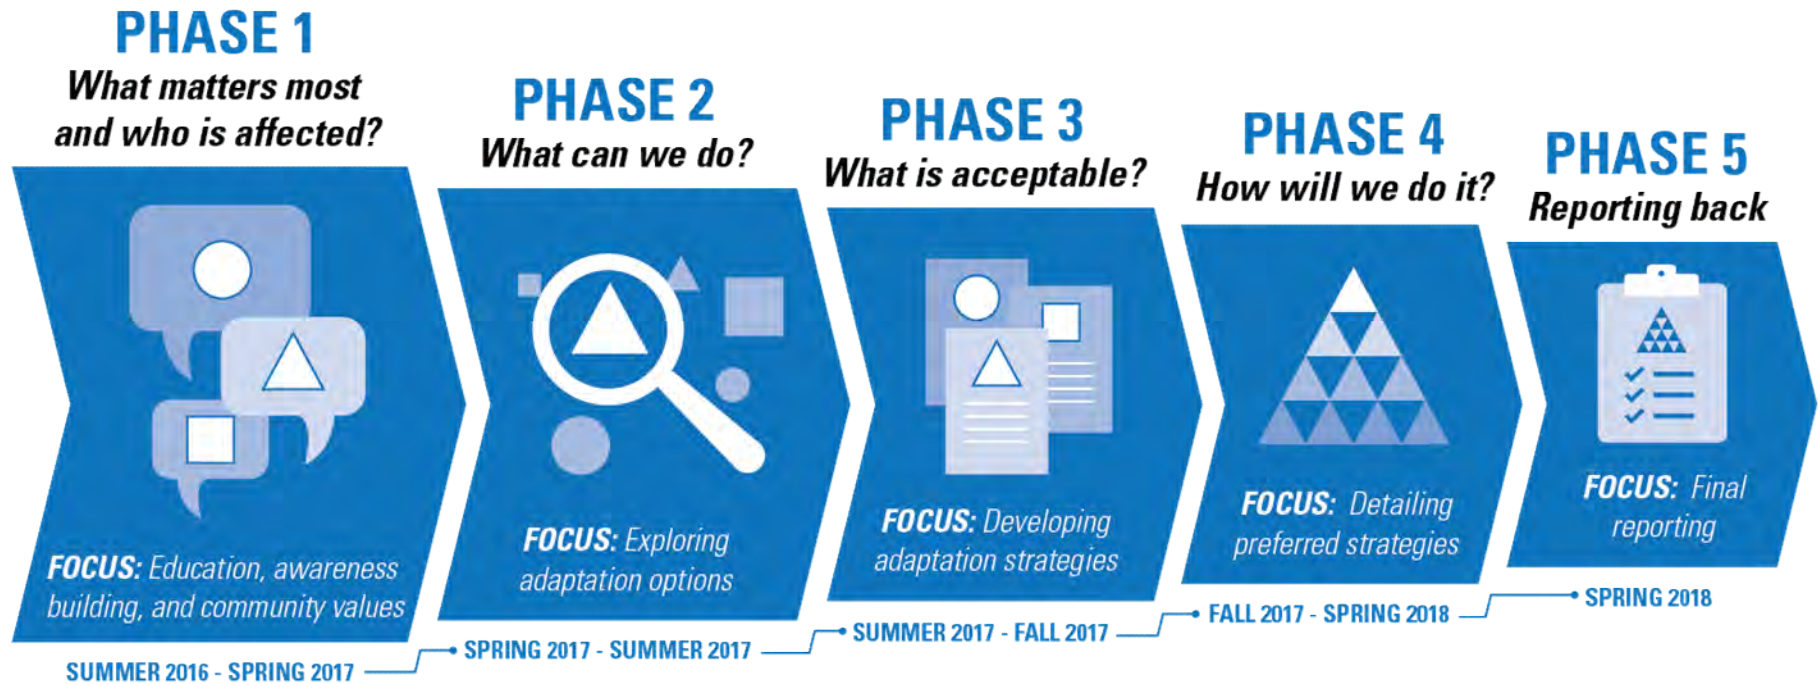 PHASE 1
What matters most
and who is affected?
FOCUS: Education, awareness
building, and community values
SUMMER 2016 - SPRING 2017
PHASE 2
What can we do?
FOCUS: Exploring
adaptation options
SPRING 2017 - SUMMER 2017
PHASE 3
What is acceptable?
FOCUS: Developing
adaptation strategies
SUMMER 2017 - FALL 2017
PHASE 4
How will we do it?
FOCUS: Detailing
preferred strategies
FALL 2017 - SPRING 2018
PHASE 5
Reporting back
FOCUS: Final
reporting
SPRING 2018